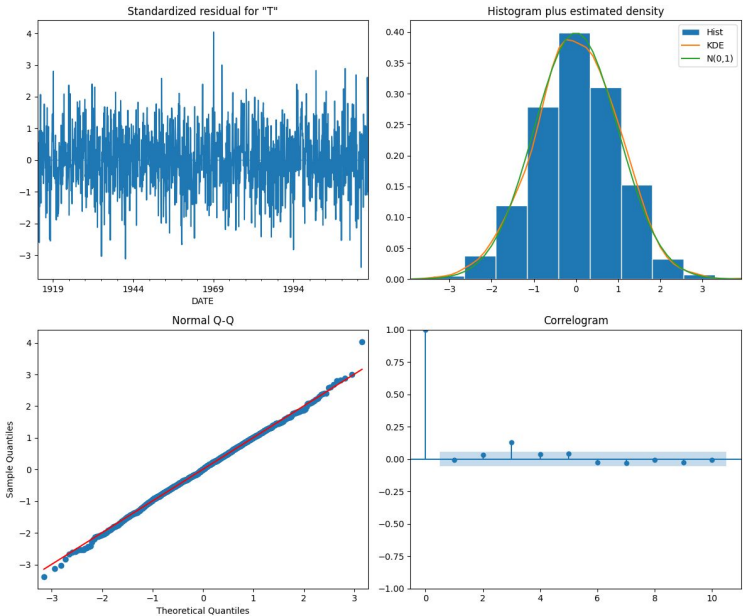 Standardized residual for "T"
4
3
2
1
0
−1
−2
−3
1919 1944 1969 1994
DATE
Histogram plus estimated density
Hist
KDE
N(0,1)
0.40
0.35
0.30
0.25
0.20
0.15
0.10
0.05
0.00
−3 −2 −1 0 1 2 3
Normal Q-Q
Sample Quantiles
4
3
2
1
0
−1
−2
−3
−3 −2 −1 0 1 2 3
Theoretical Quantiles
Correlogram
1.00
0.75
0.50
0.25
0.00
−0.25
−0.50
−0.75
−1.00
0 2 4 6 8 10